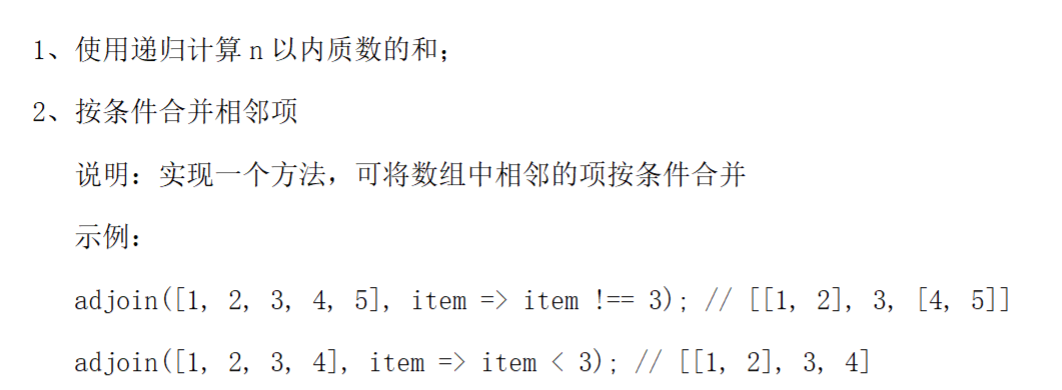 1、使用递归计算 n 以内质数的和；
2、按条件合并相邻项
说明：实现一个方法，可将数组中相邻的项按条件合并
示例：
adjoin([1, 2, 3, 4, 5], item => item !== 3); // [[1, 2], 3, [4, 5]]
adjoin([1, 2, 3, 4], item => item < 3); // [[1, 2], 3, 4]